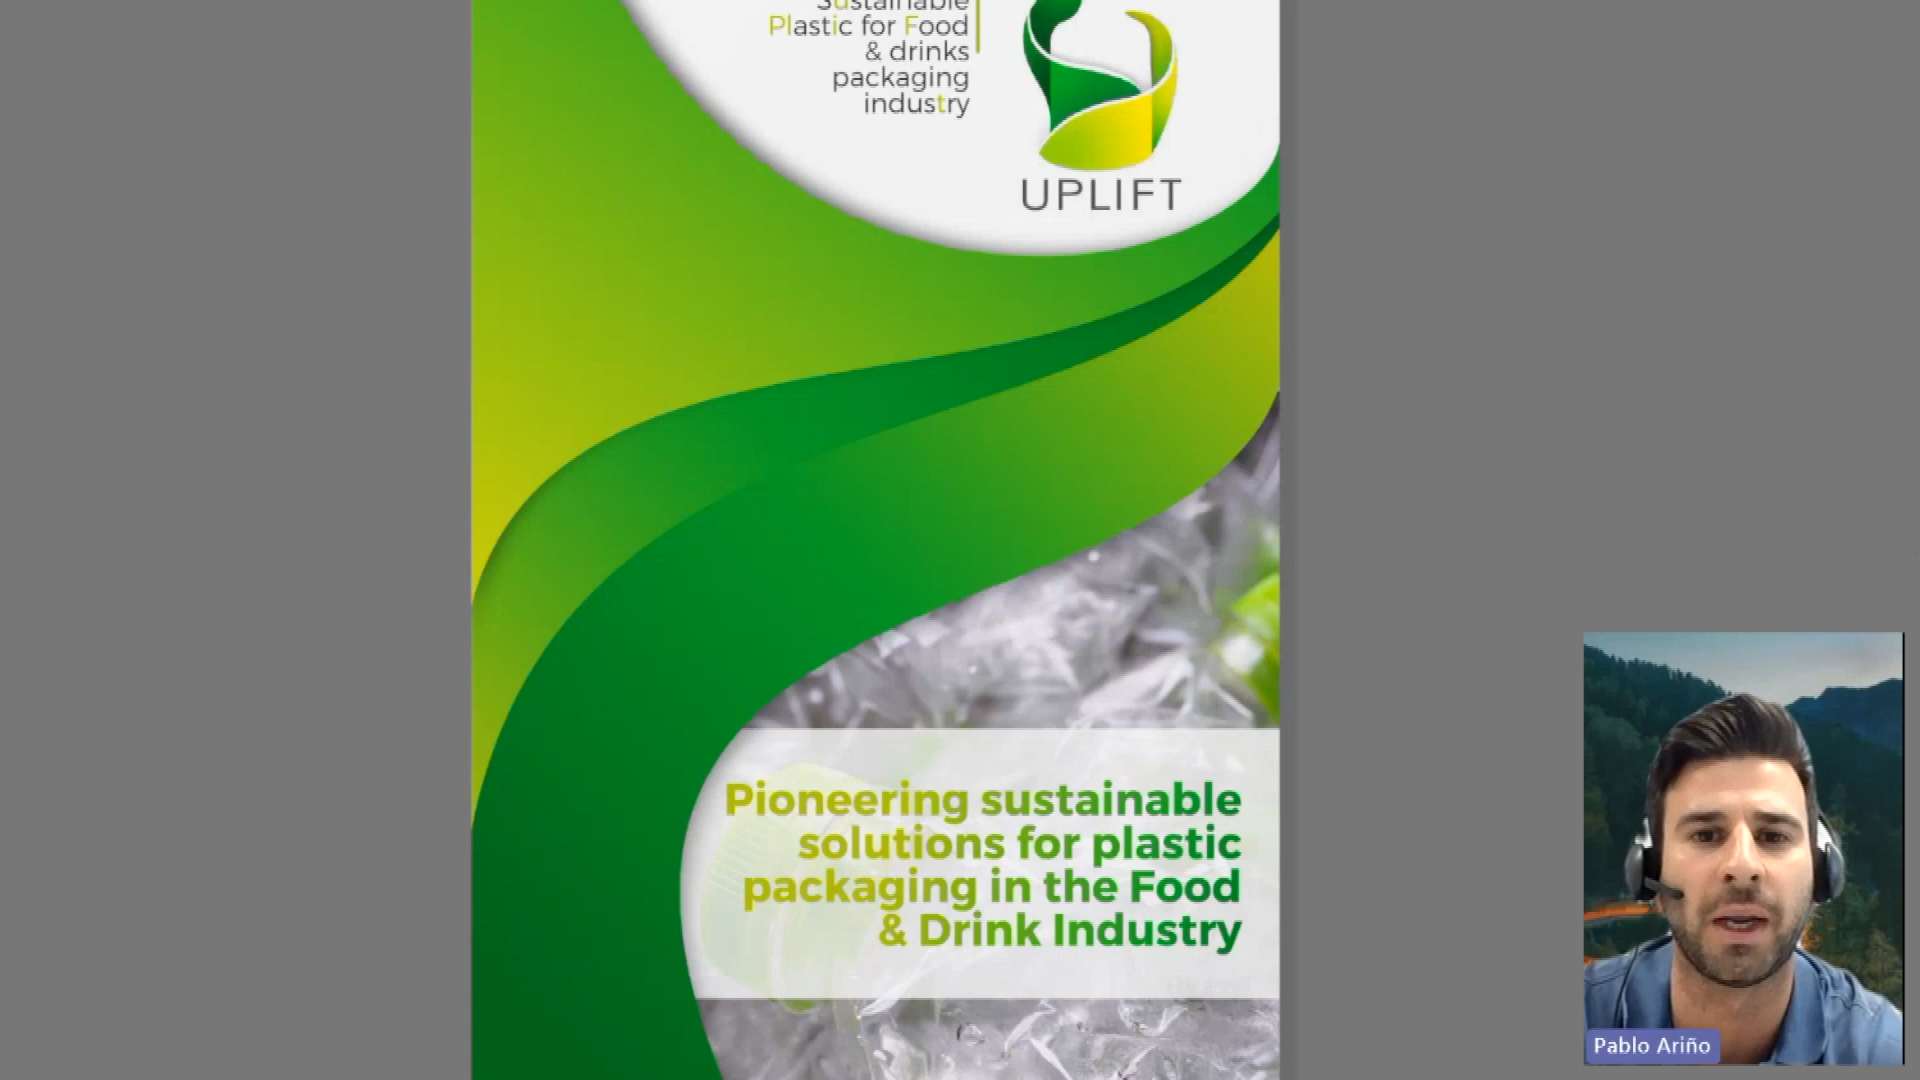 Sustainable
Plastic for Food
& drinks
packaging
industry
UPLIFT
Pioneering sustainable
solutions for plastic
packaging in the Food
& Drink Industry
Pablo Ariño